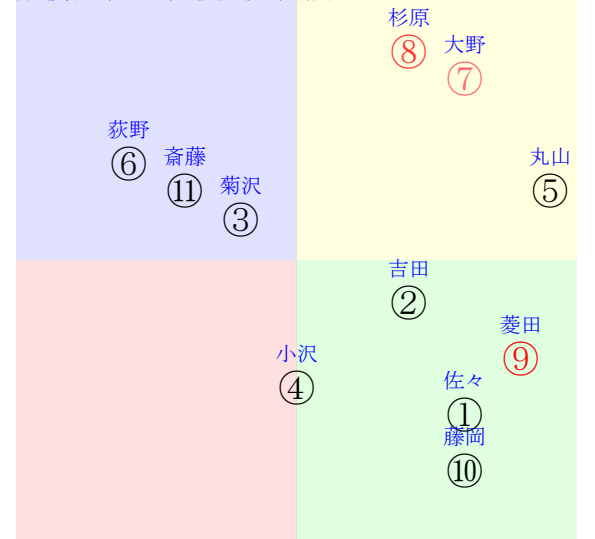 杉原
⑧
大野
⑦
荻野
⑥
斎藤
⑪
菊沢
③
丸山
⑤
吉田
②
菱田
⑨
小沢
④
佐々
①
藤岡
⑩